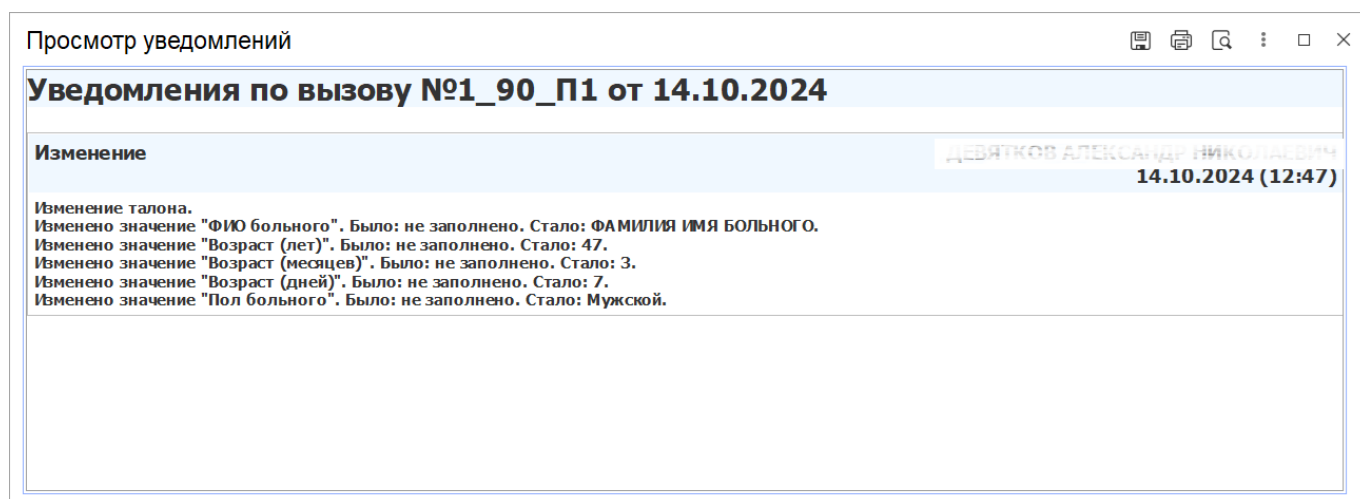 Просмотр уведомлений
Уведомления по вызову №1_90_П1 от 14.10.2024
Изменение
14.10.2024 (12:47)
Изменение талона.
Изменено значение "ФИО больного". Было: не заполнено. Стало: ФАМИЛИЯ ИМЯ БОЛЬНОГО.
Изменено значение "Возраст (лет)". Было: не заполнено. Стало: 47.
Изменено значение "Возраст (месяцев)". Было: не заполнено. Стало: 3.
Изменено значение "Возраст (дней)". Было: не заполнено. Стало: 7.
Изменено значение "Пол больного". Было: не заполнено. Стало: Мужской.